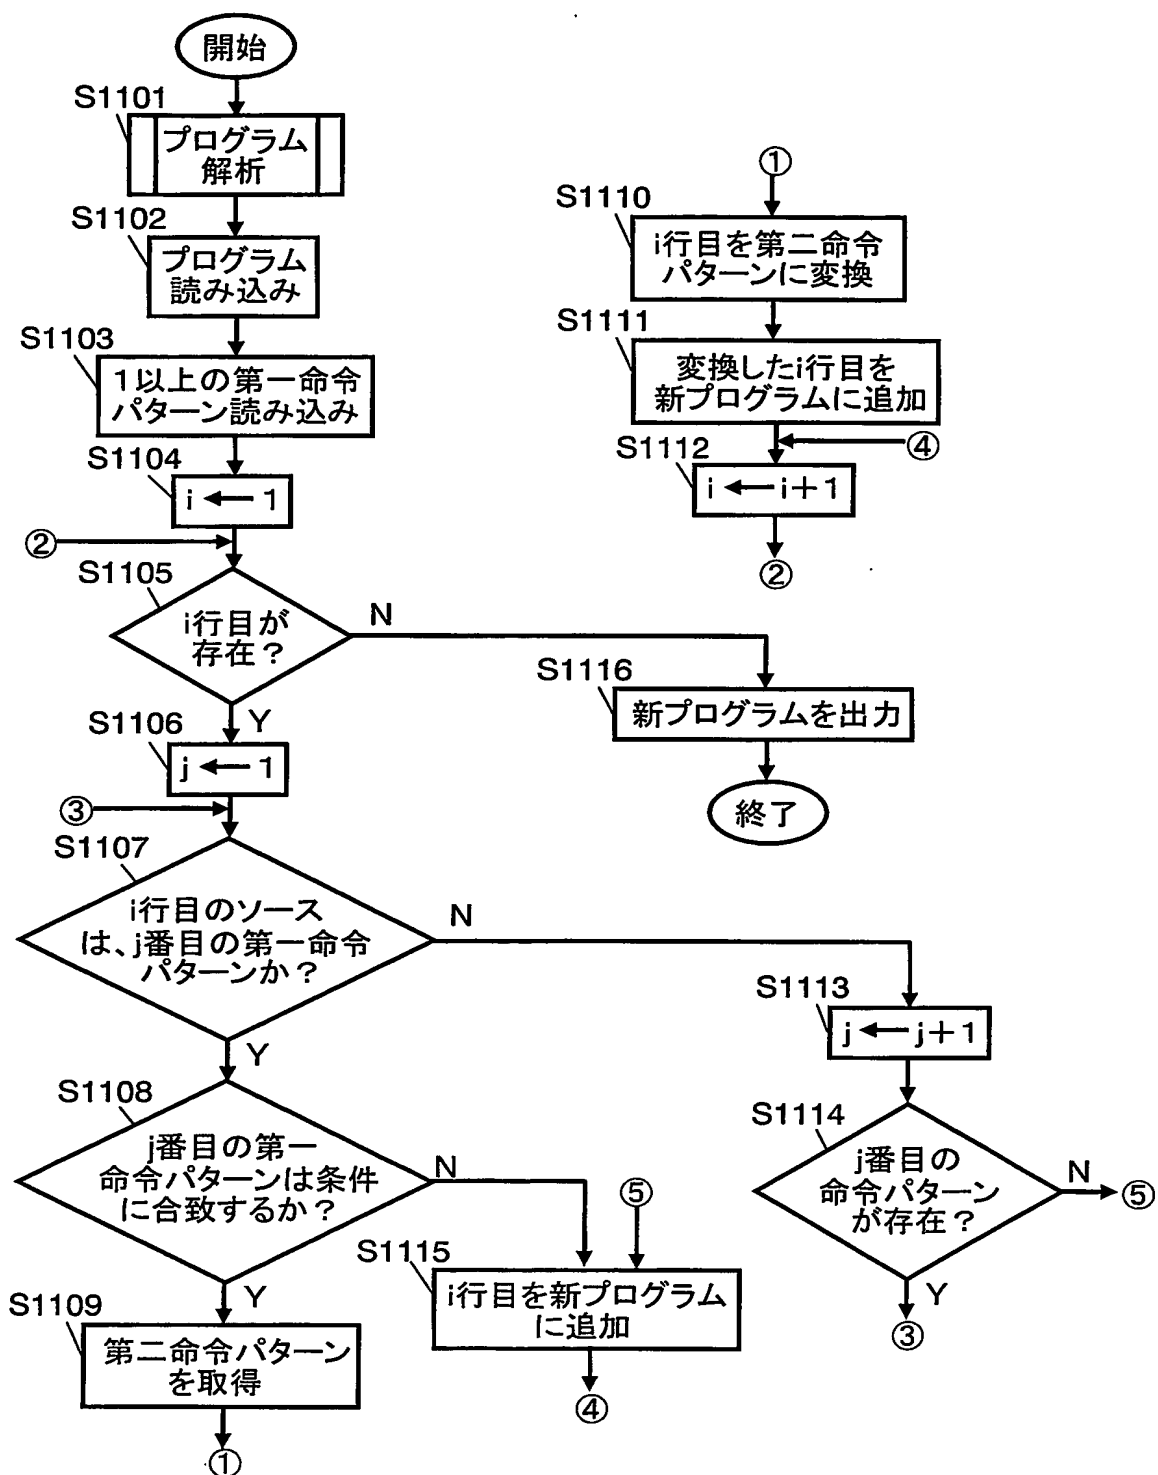 開始
S1101
プログラム
解析
S1102
プログラム
読み込み
S1103
1以上の第一命令
パターン読み込み
S1104
i ← 1
②
S1105
i行目が
存在?
N
Y
S1106
j ← 1
③
S1107
i行目のソース
は、j番目の第一命令
パターンか?
N
Y
S1108
j番目の第一
命令パターンは条件
に合致するか?
N
Y
S1109
第二命令パターン
を取得
①
①
S1110
i行目を第二命令
パターンに変換
S1111
変換したi行目を
新プログラムに追加
④
S1112
i ← i+1
②
S1116
新プログラムを出力
終了
S1113
j ← j+1
S1114
j番目の
命令パターン
が存在?
N
⑤
Y
③
⑤
S1115
i行目を新プログラム
に追加
④